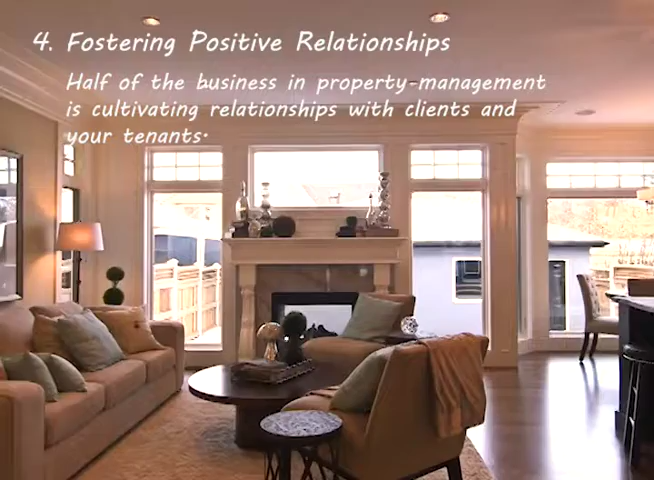 4. Fostering Positive Relationships
Half of the business in property-management
is cultivating relationships with clients and
your tenants.